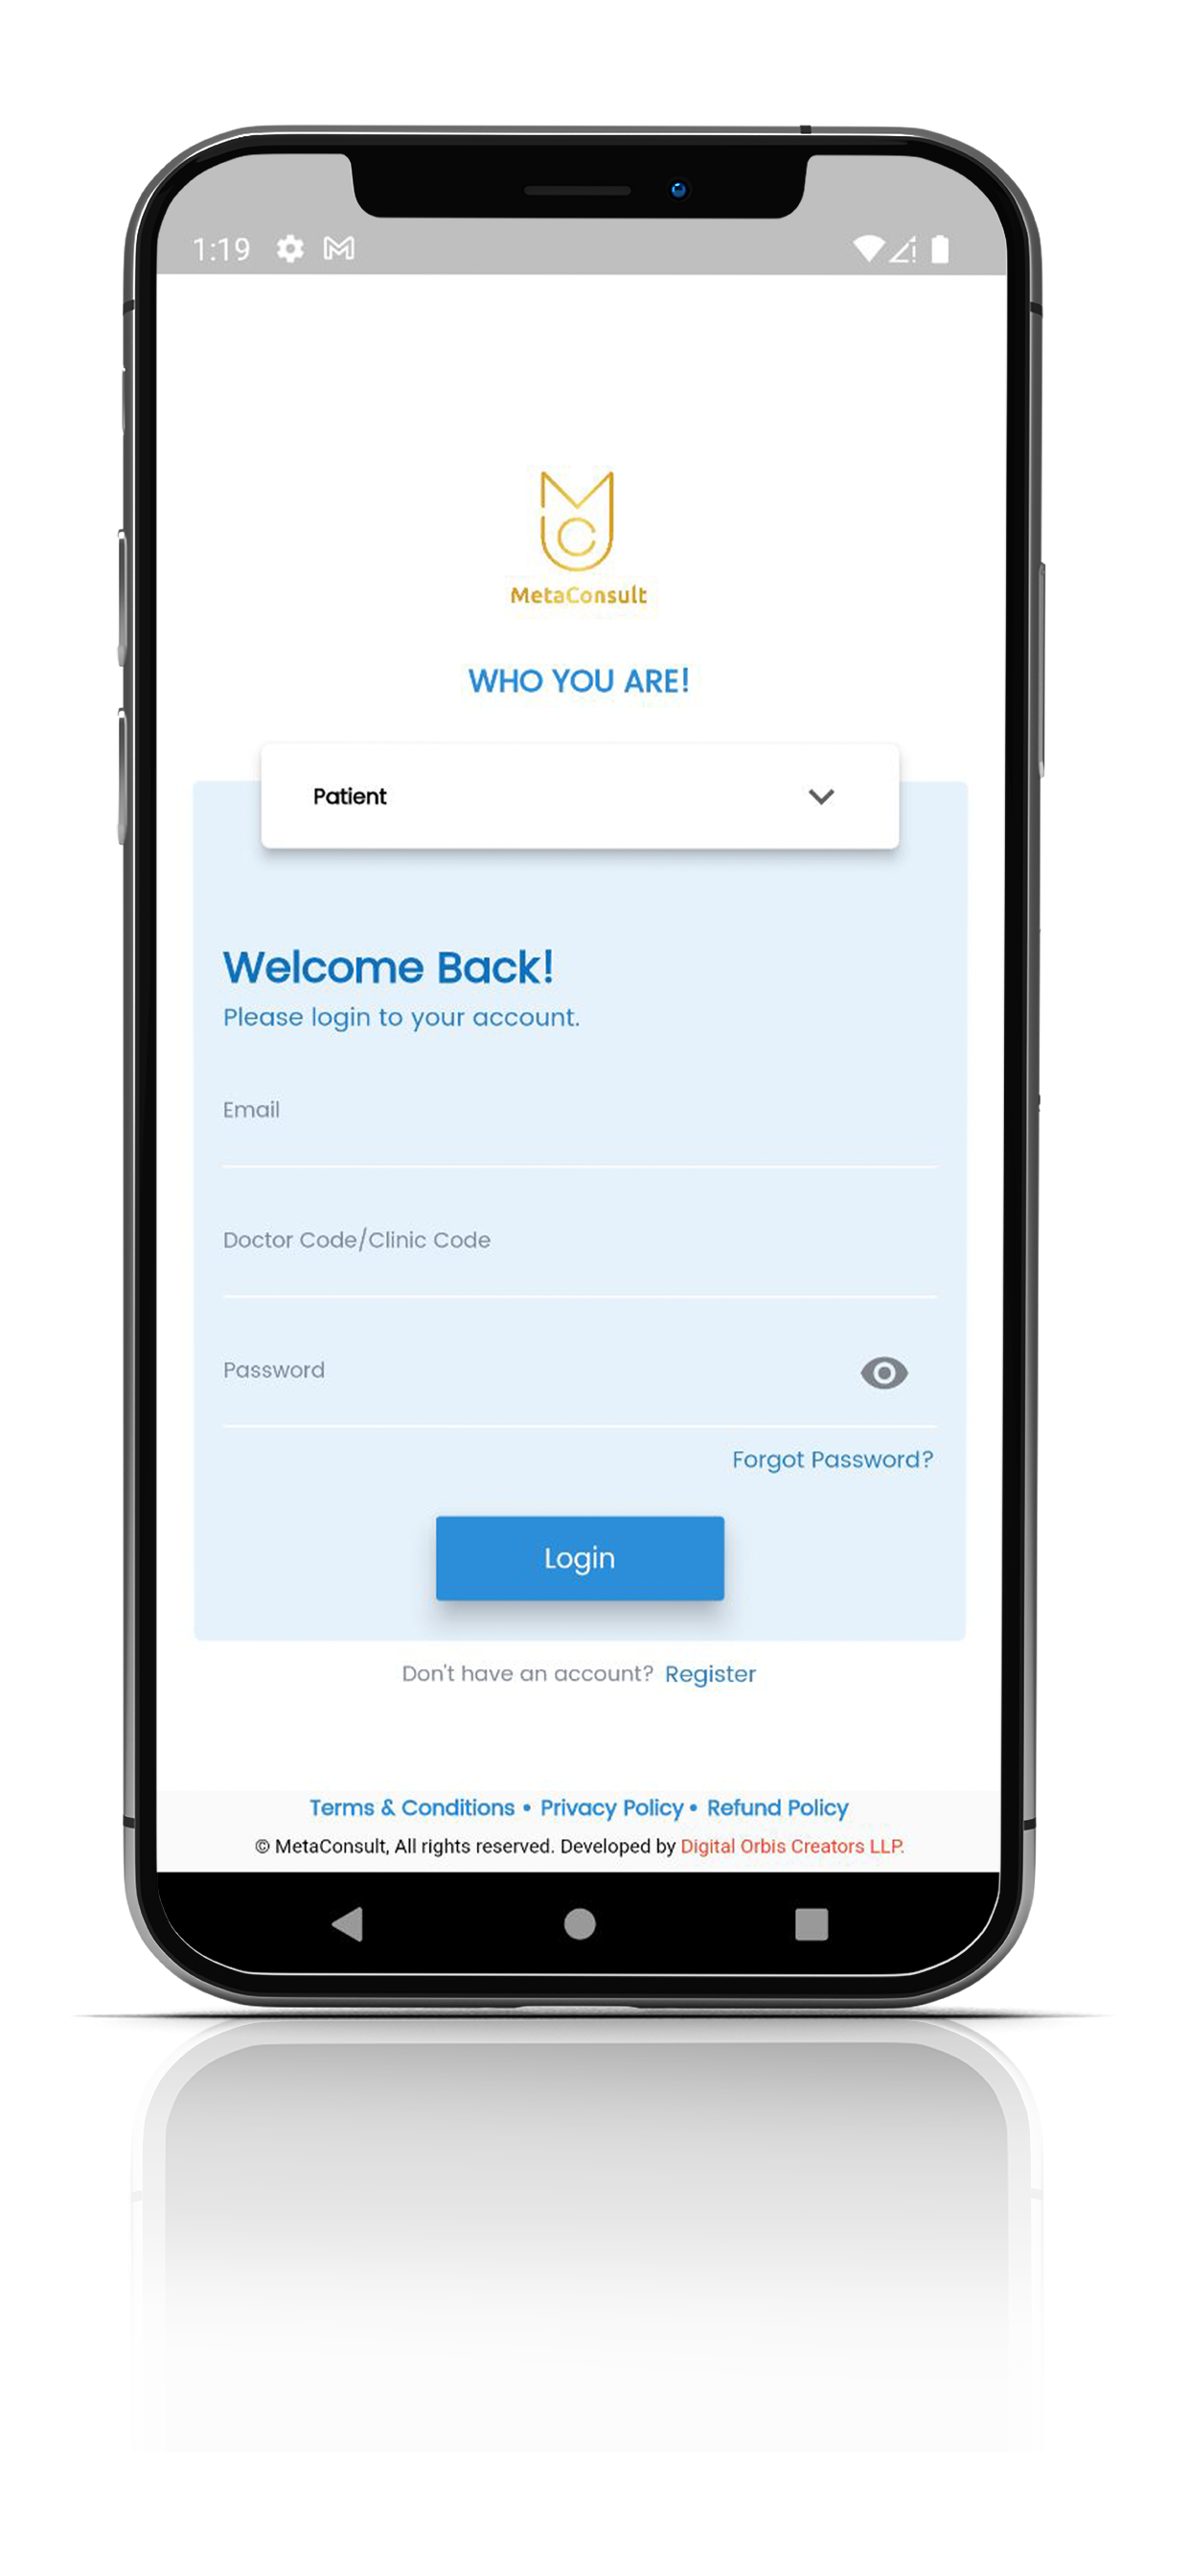 1:19
MetaConsult
WHO YOU ARE!
Patient
Welcome Back!
Please login to your account.
Email
Doctor Code/Clinic Code
Password
Forgot Password?
Login
Don't have an account? Register
Terms & Conditions • Privacy Policy • Refund Policy
© MetaConsult, All rights reserved. Developed by Digital Orbis Creators LLP.